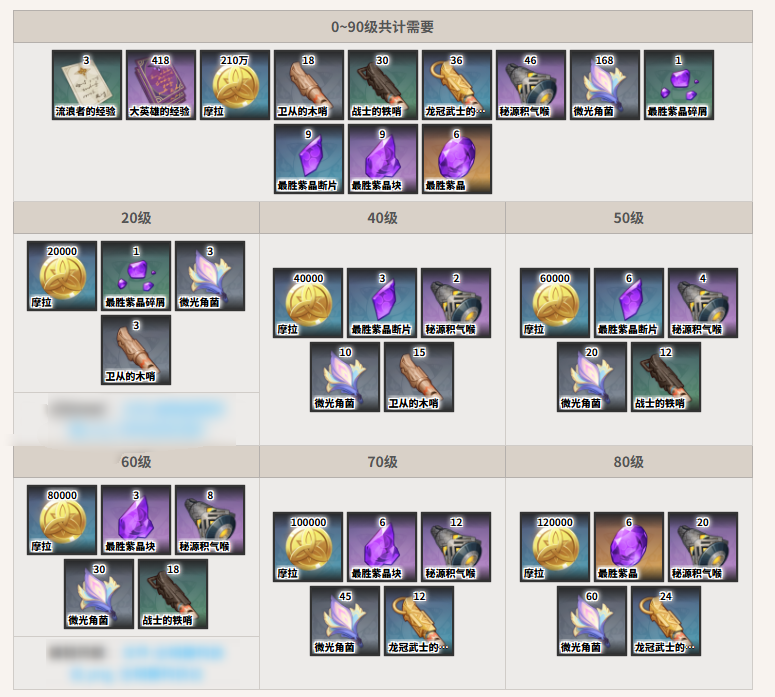 0~90级共计需要
3 418 210万 18 30 36 46 168 1
流浪者的经验 大英雄的经验 摩拉 卫从的木哨 战士的铁哨 龙冠武士的… 秘源积气喉 微光角菌 最胜紫晶碎屑
9 9 6
最胜紫晶断片 最胜紫晶块 最胜紫晶
20级
20000 1 3
摩拉 最胜紫晶碎屑 微光角菌
3
卫从的木哨
40级
40000 3 2
摩拉 最胜紫晶断片 秘源积气喉
10 15
微光角菌 卫从的木哨
50级
60000 6 4
摩拉 最胜紫晶断片 秘源积气喉
20 12
微光角菌 战士的铁哨
60级
80000 3 8
摩拉 最胜紫晶块 秘源积气喉
30 18
微光角菌 战士的铁哨
70级
100000 6 12
摩拉 最胜紫晶块 秘源积气喉
45 12
微光角菌 龙冠武士的…
80级
120000 6 20
摩拉 最胜紫晶 秘源积气喉
60 24
微光角菌 龙冠武士的…